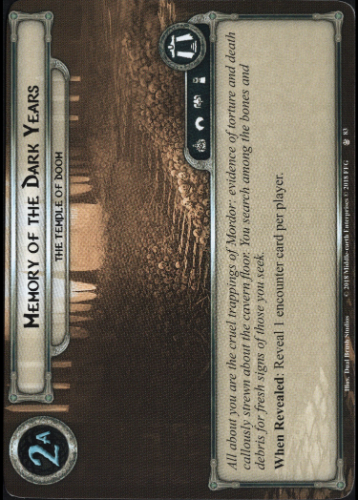 2A
MEMORY OF THE DARK YEARS
THE TEMPLE OF DOOM
All about you are the cruel trappings of Mordor: evidence of torture and death
callously strewn about the cavern floor. You search among the bones and
debris for fresh signs of those you seek.
When Revealed: Reveal 1 encounter card per player.
Illus. Dual Brush Studios © 2018 Middle-earth Enterprises © 2018 FFG 83